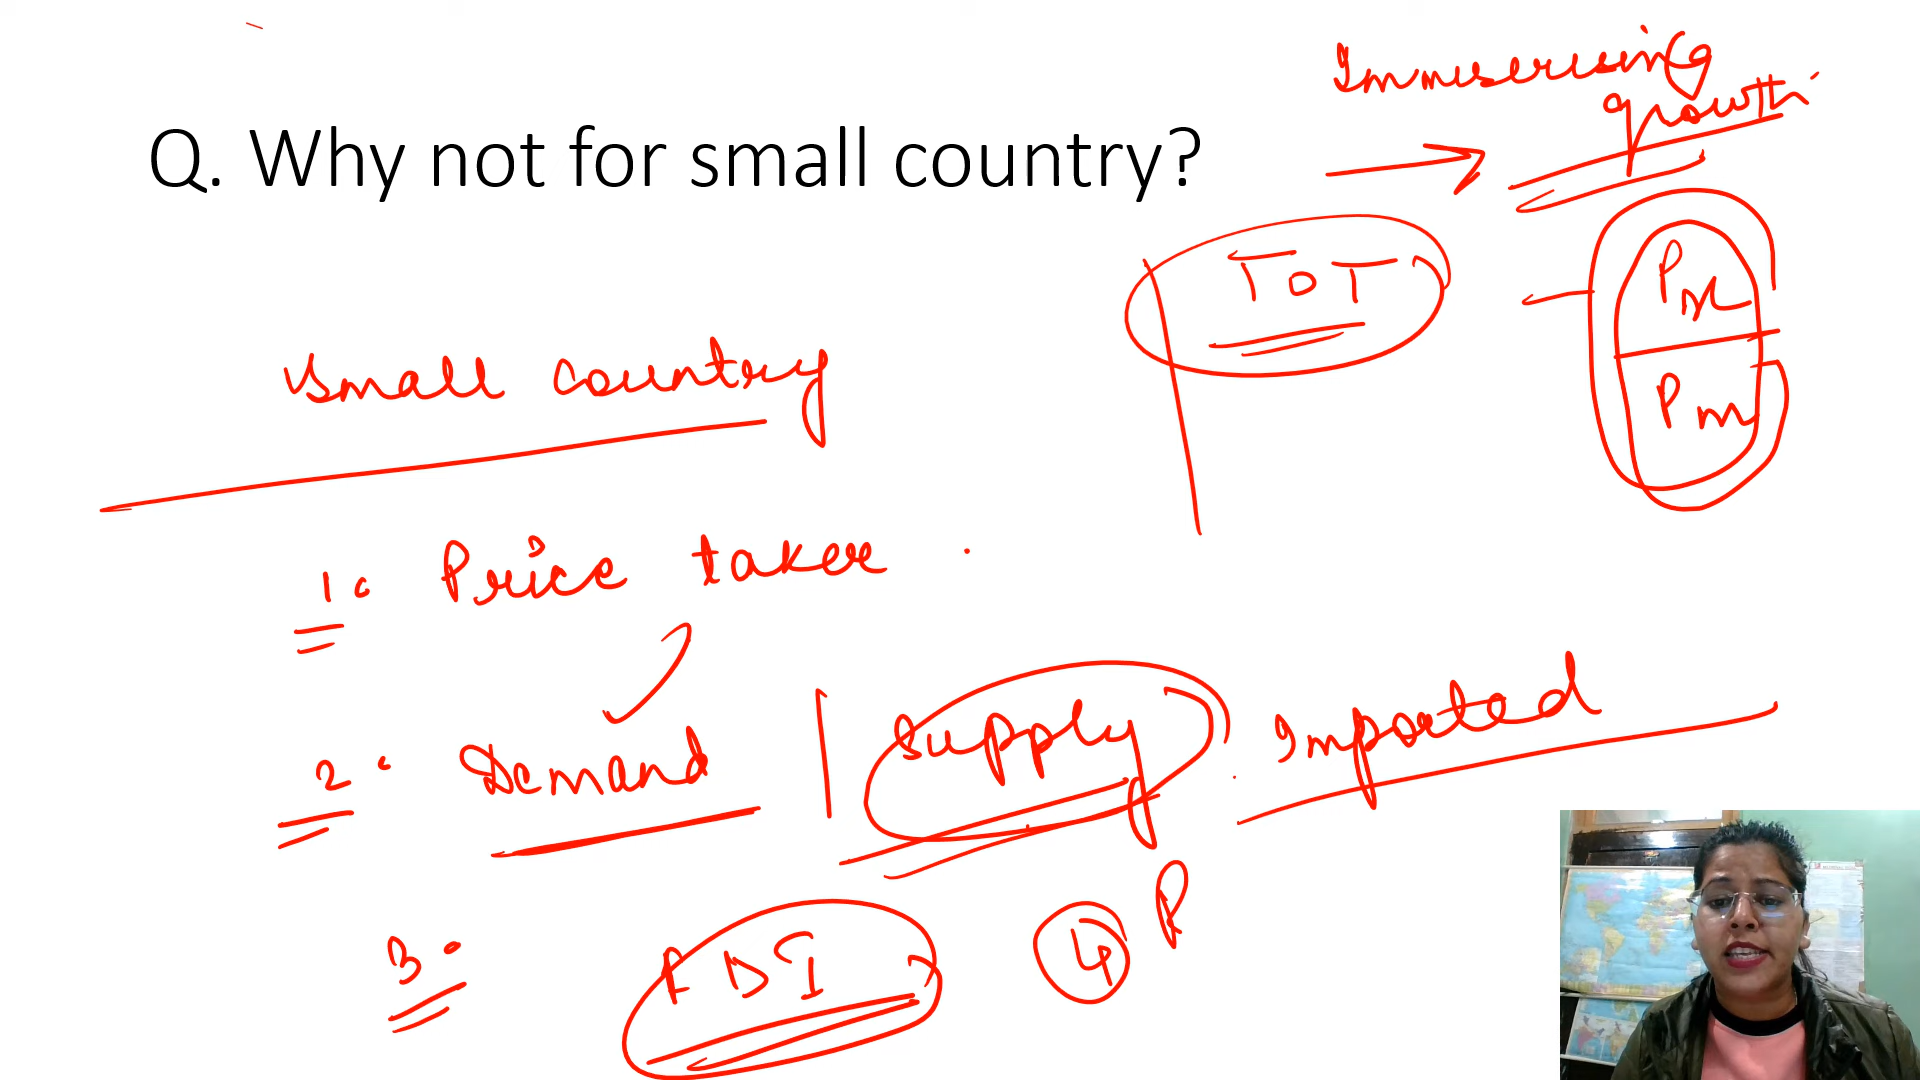 Immiserising
growth
Q. Why not for small country?
TOT
Px
Pm
Small country
1. Price taker.
2. Demand | Supply. Imported
3. FDI 4